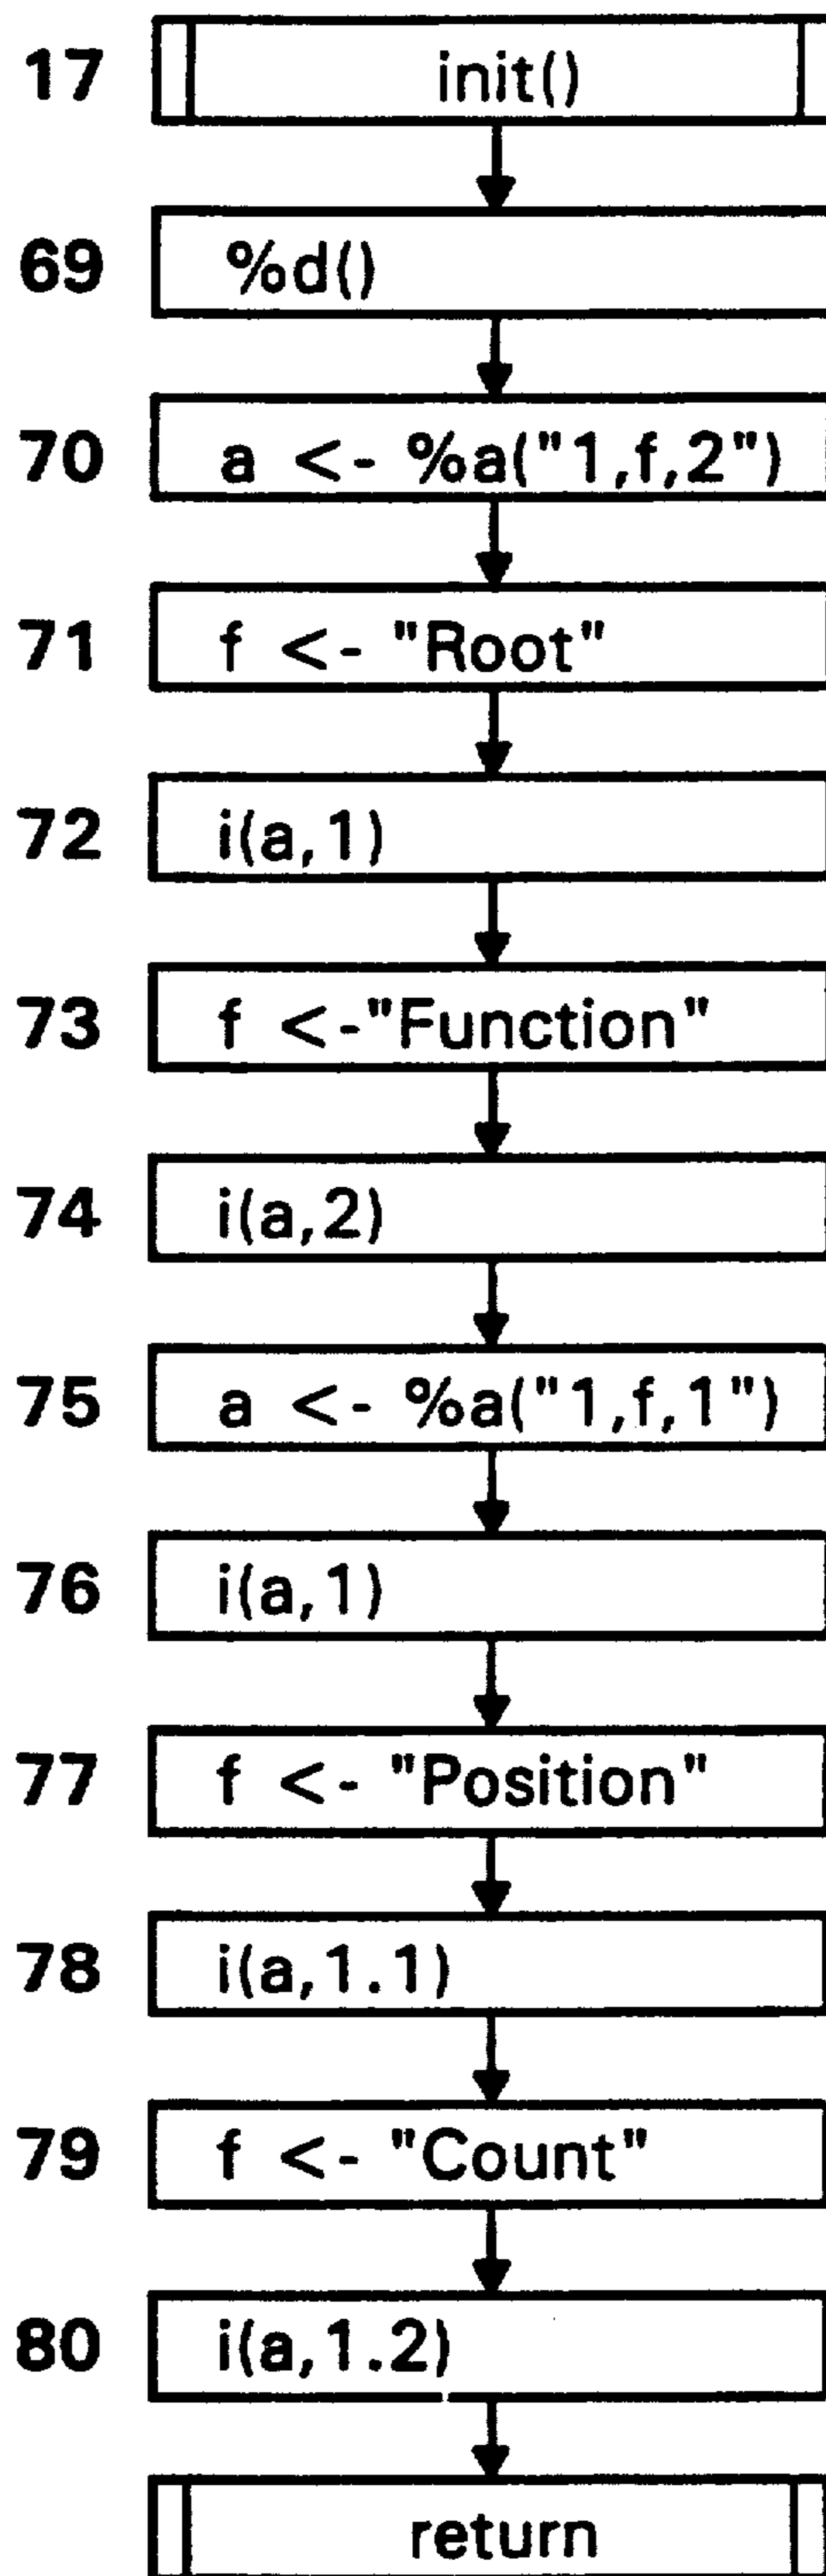 17 init()
69 %d()
70 a <- %a("1,f,2")
71 f <- "Root"
72 i(a,1)
73 f <-"Function"
74 i(a,2)
75 a <- %a("1,f,1")
76 i(a,1)
77 f <- "Position"
78 i(a,1.1)
79 f <- "Count"
80 i(a,1.2)
return